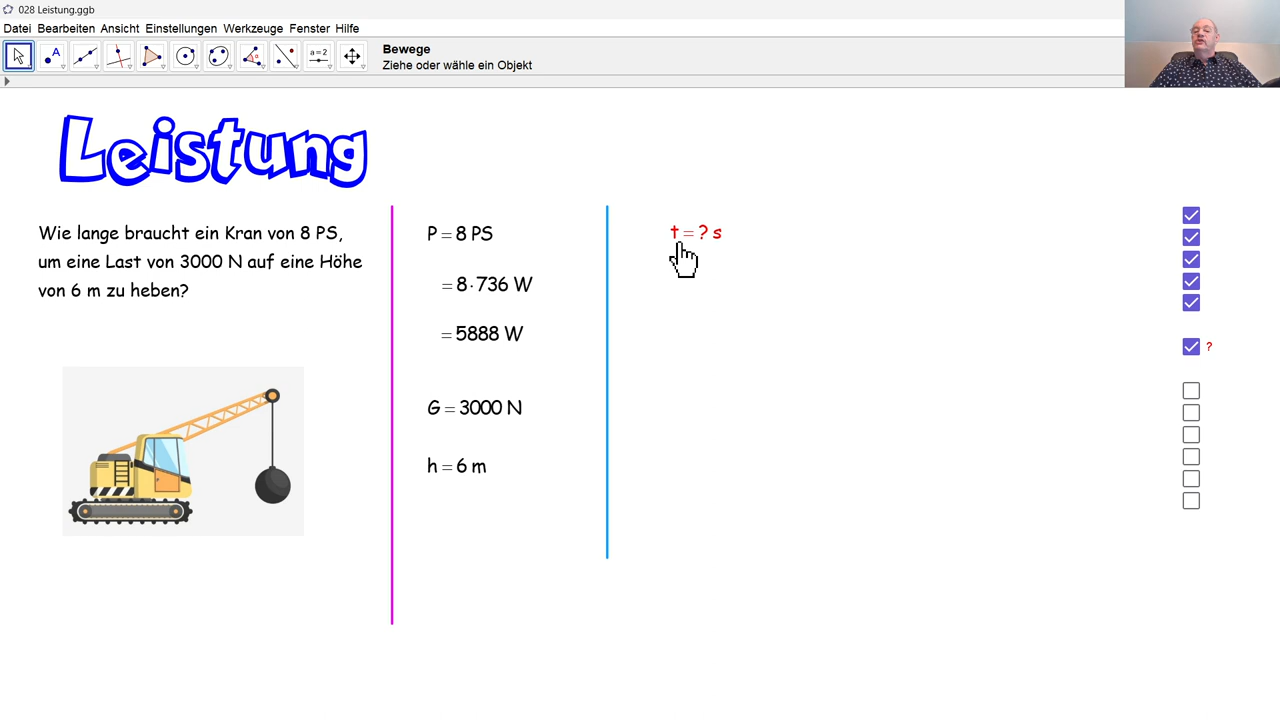 028 Leistung.ggb
Datei Bearbeiten Ansicht Einstellungen Werkzeuge Fenster Hilfe
A
a=2
Bewege
Ziehe oder wähle ein Objekt
Leistung
Wie lange braucht ein Kran von 8 PS,
um eine Last von 3000 N auf eine Höhe
von 6 m zu heben?
P = 8 PS
= 8·736 W
= 5888 W
G = 3000 N
h = 6 m
t = ? s
?